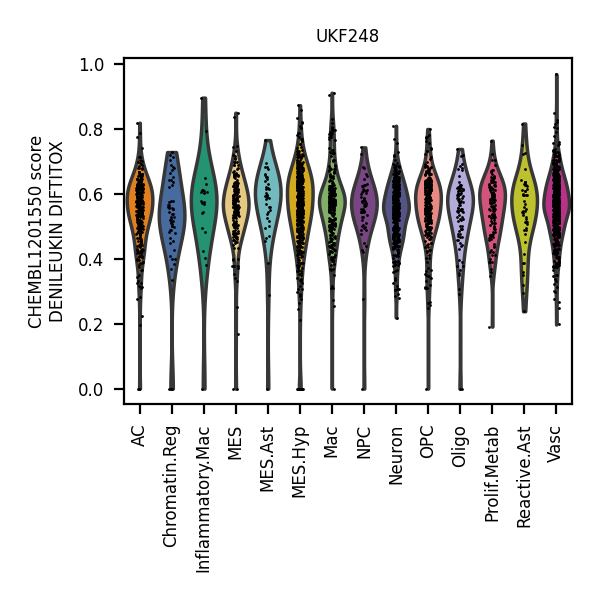 UKF248
CHEMBL1201550 score
DENILEUKIN DIFTITOX
1.0
0.8
0.6
0.4
0.2
0.0
AC
Chromatin.Reg
Inflammatory.Mac
MES
MES.Ast
MES.Hyp
Mac
NPC
Neuron
OPC
Oligo
Prolif.Metab
Reactive.Ast
Vasc